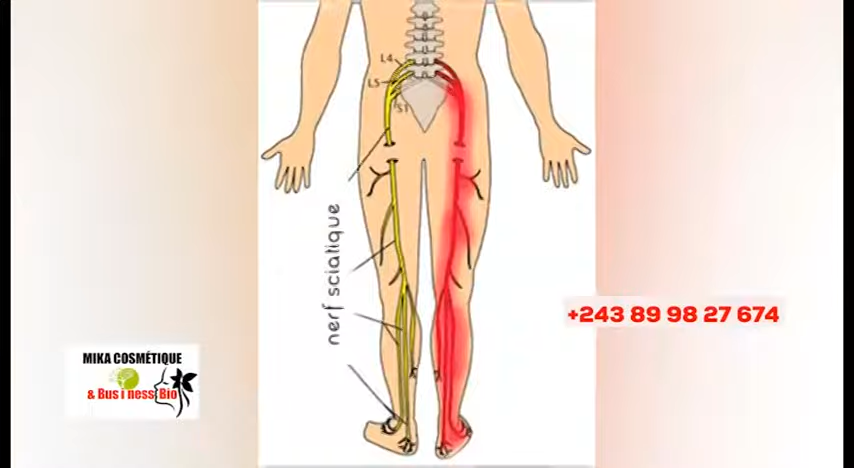 L4
L5
S1
nerf sciatique
+243 89 98 27 674
MIKA COSMÉTIQUE
& Bus i ness Bio